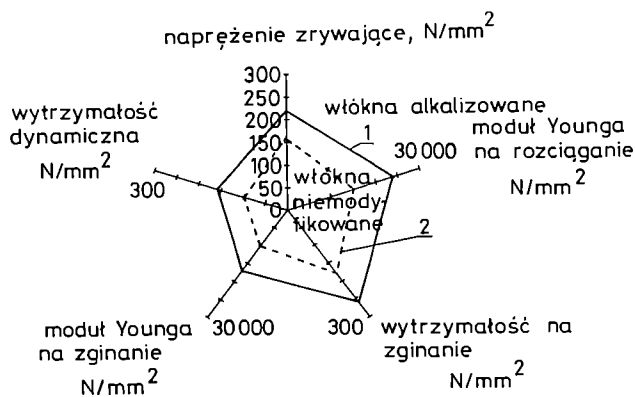 naprężenie zrywające, N/mm²
300
250
200
150
100
50
0
włókna alkalizowane
1
30 000
moduł Younga
na rozciąganie
N/mm²
wytrzymałość
dynamiczna
N/mm²
300
włókna
niemody-
fikowane
2
30 000
moduł Younga
na zginanie
N/mm²
300
wytrzymałość na
zginanie
N/mm²